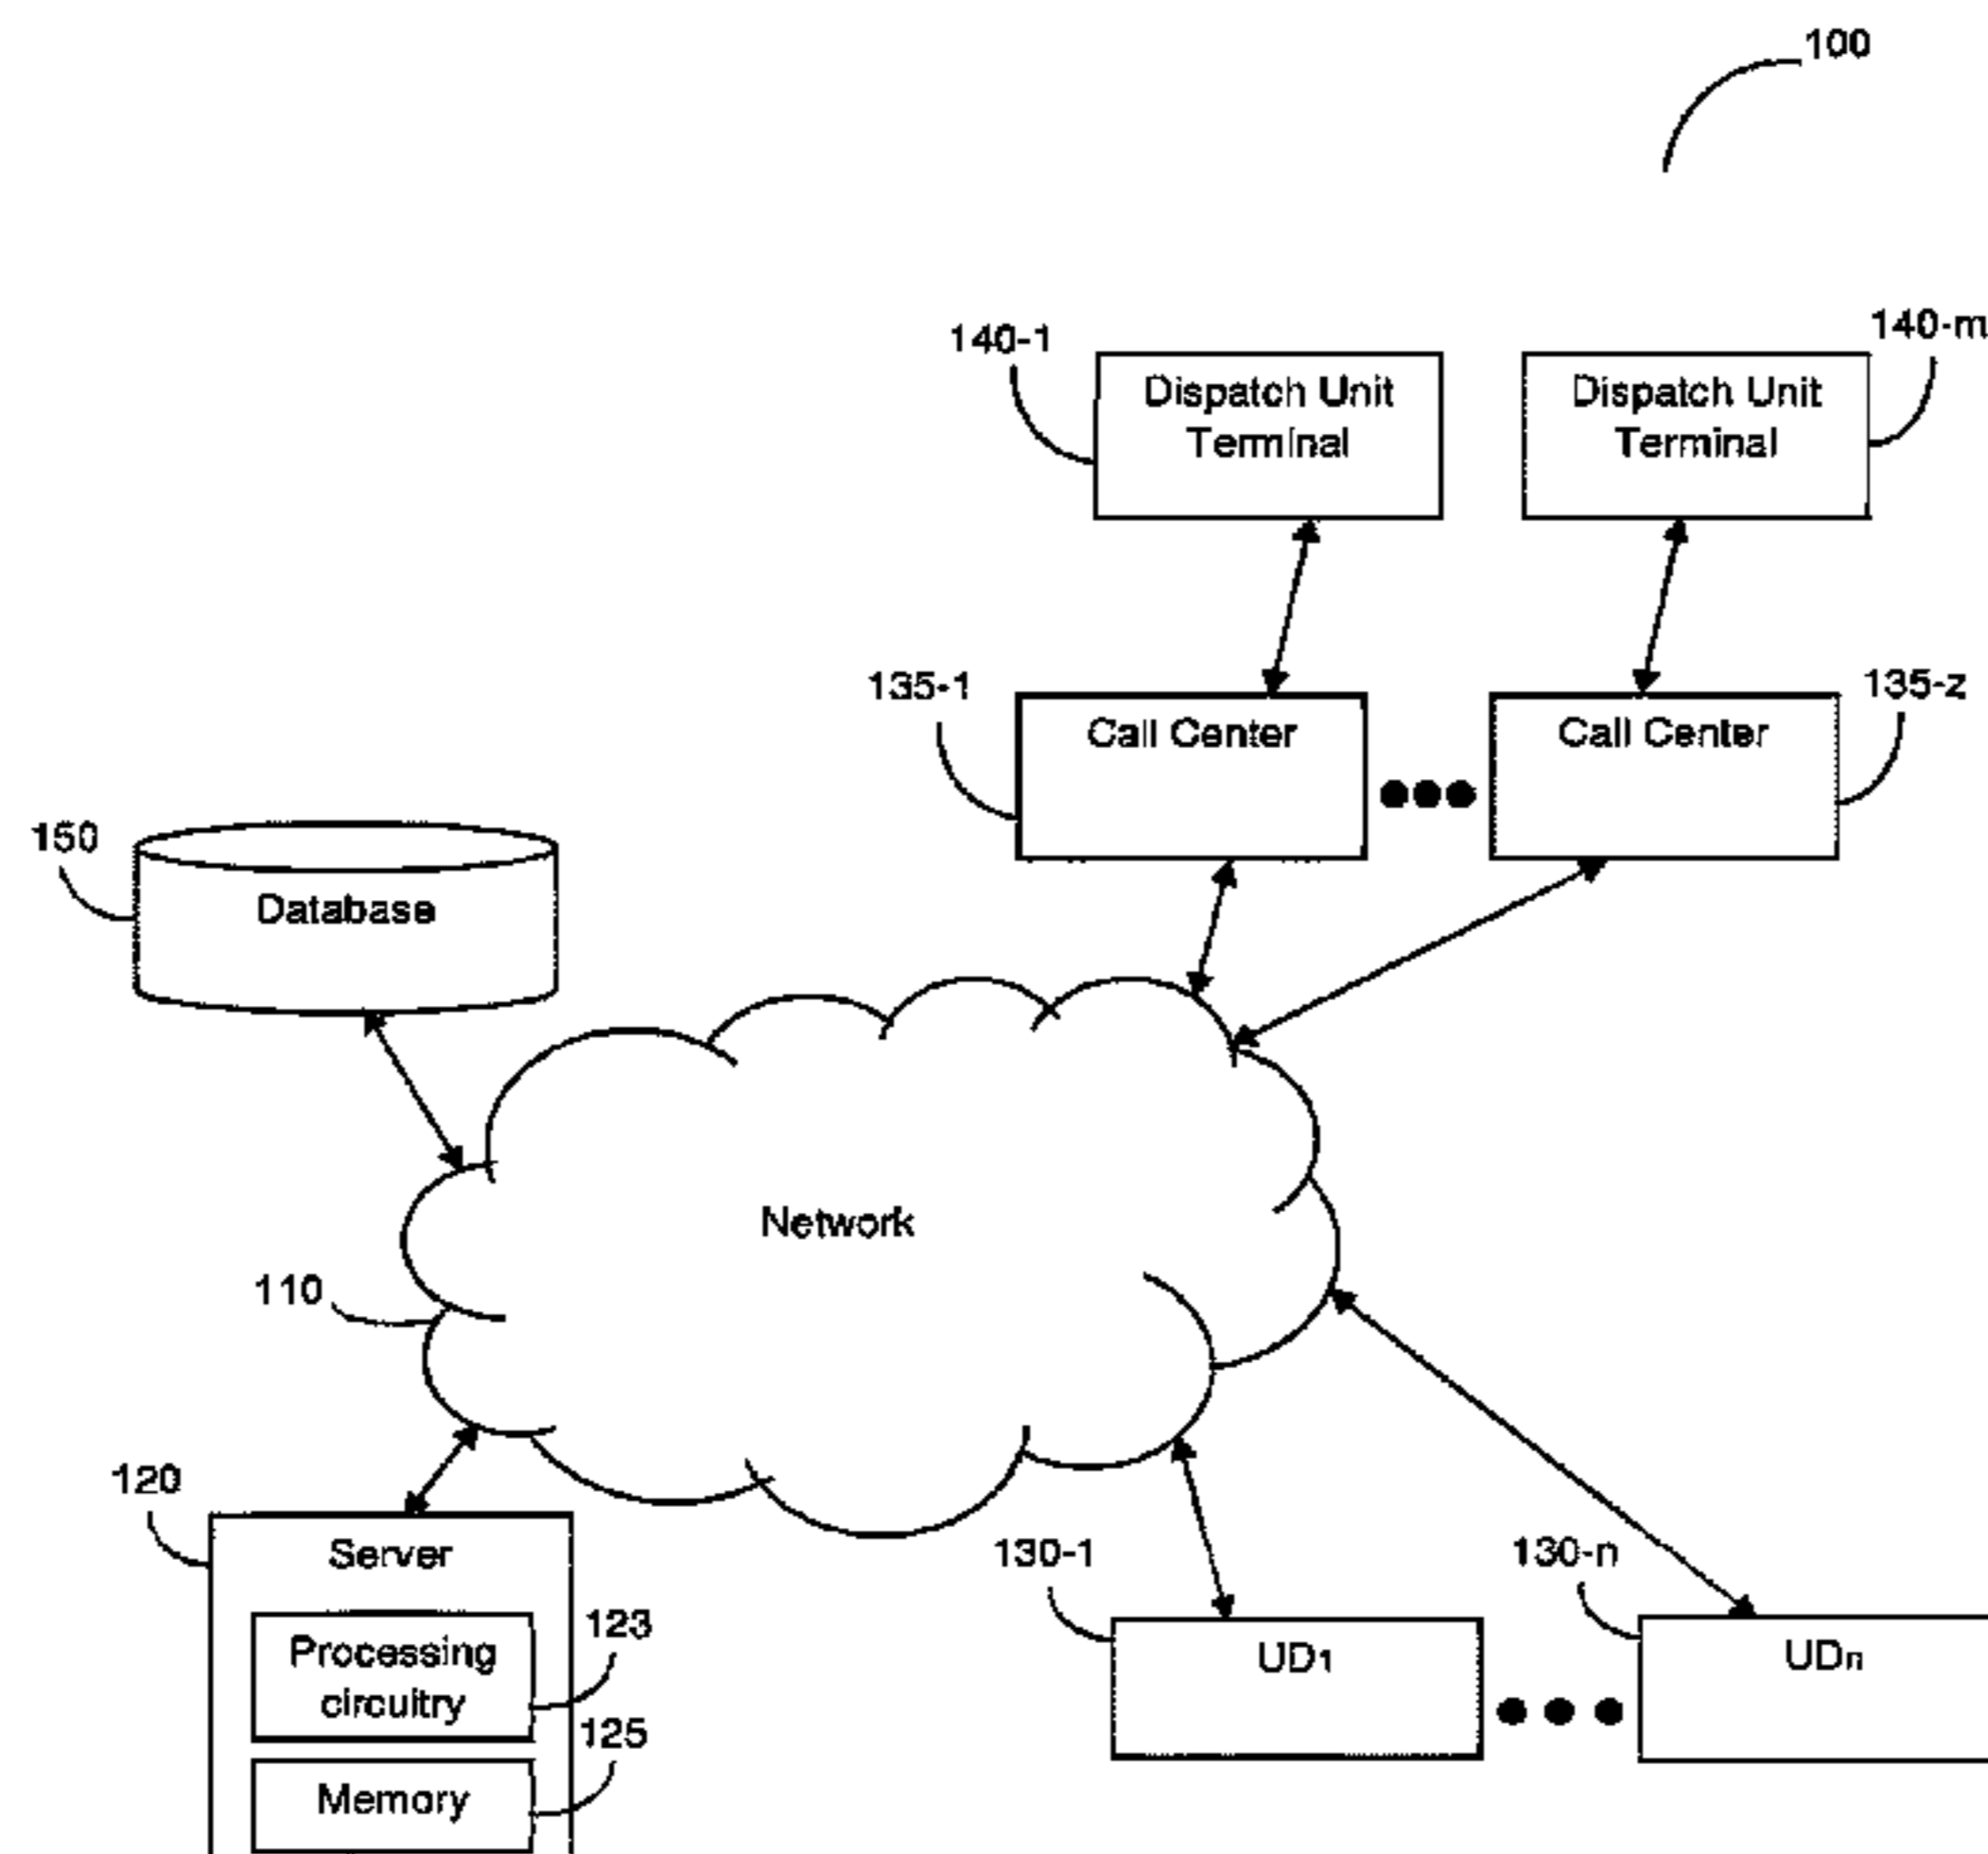 100
140-1
Dispatch Unit
Terminal
140-m
Dispatch Unit
Terminal
135-1
Call Center
135-z
Call Center
150
Database
Network
110
120
Server
Processing
circuitry
123
125
Memory
130-1
UD1
130-n
UDn